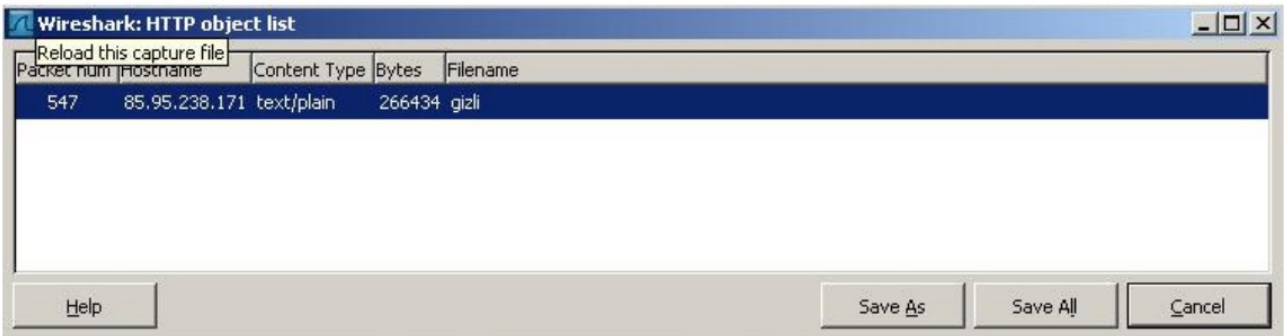 Wireshark: HTTP object list
Reload this capture file
Packet num Hostname Content Type Bytes Filename
547 85.95.238.171 text/plain 266434 gizli
Help Save As Save All Cancel